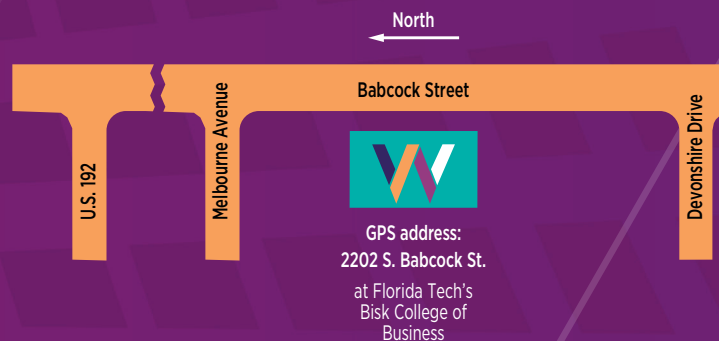 North
Babcock Street
U.S. 192
Melbourne Avenue
Devonshire Drive
GPS address:
2202 S. Babcock St.
at Florida Tech's
Bisk College of
Business